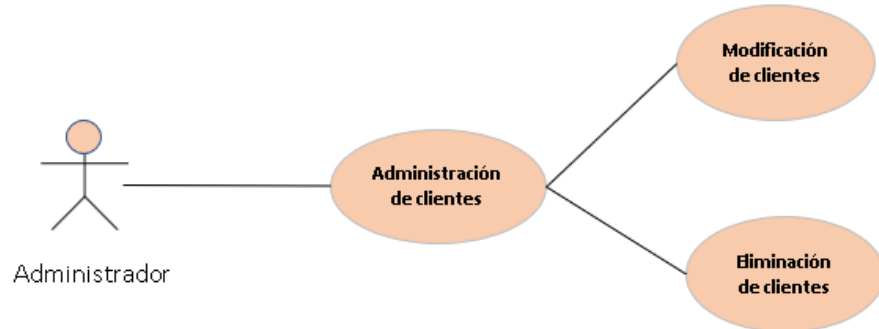 Modificación
de clientes
Administración
de clientes
Administrador
Eliminación
de clientes